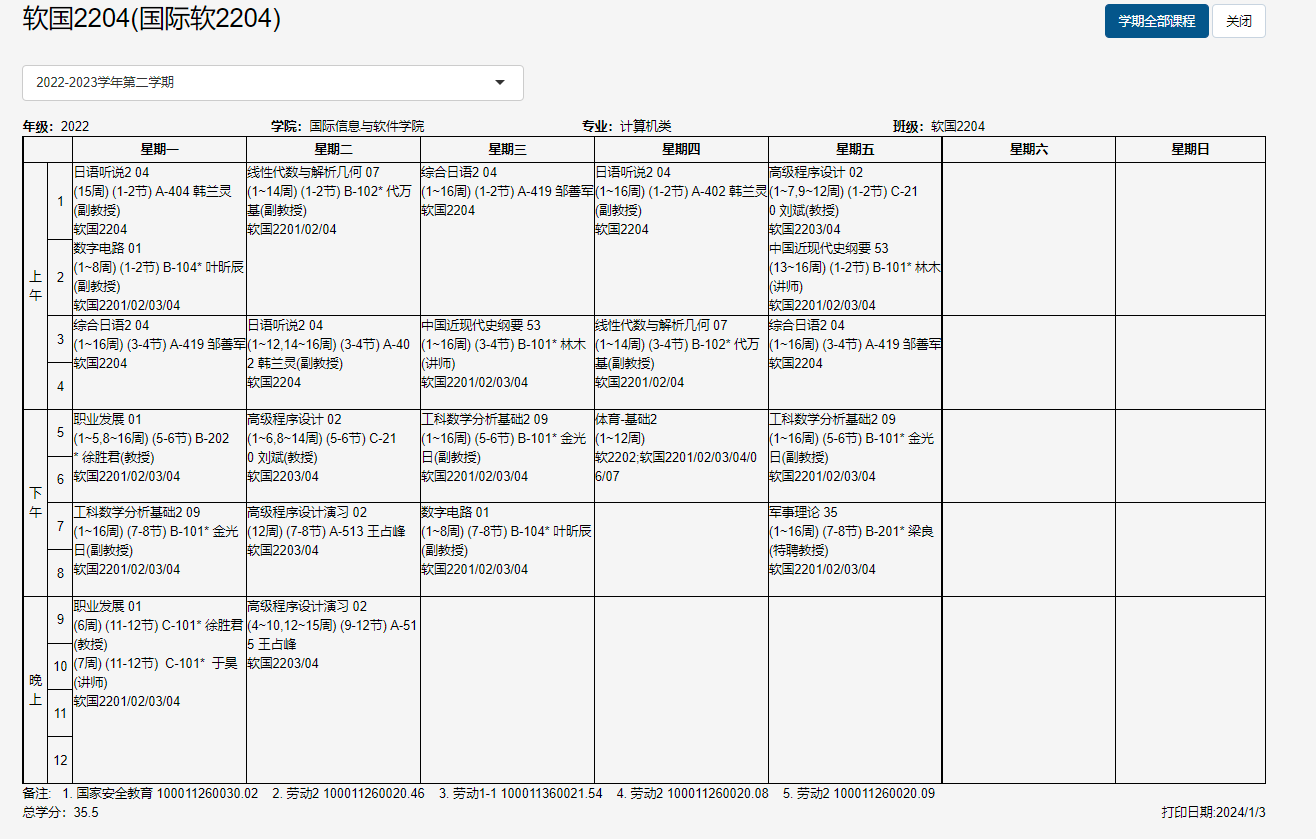 软国2204(国际软2204)
学期全部课程
关闭
2022-2023学年第二学期
年级：2022
学院：国际信息与软件学院
专业：计算机类
班级：软国2204
星期一
星期二
星期三
星期四
星期五
星期六
星期日
上
午
1
2
日语听说2 04
(15周) (1-2节) A-404 韩兰灵
(副教授)
软国2204
数字电路 01
(1~8周) (1-2节) B-104* 叶昕辰
(副教授)
软国2201/02/03/04
线性代数与解析几何 07
(1~14周) (1-2节) B-102* 代万
基(副教授)
软国2201/02/04
综合日语2 04
(1~16周) (1-2节) A-419 邹善军
软国2204
日语听说2 04
(1~16周) (1-2节) A-402 韩兰灵
(副教授)
软国2204
高级程序设计 02
(1~7,9~12周) (1-2节) C-21
0 刘斌(教授)
软国2203/04
中国近现代史纲要 53
(13~16周) (1-2节) B-101* 林木
(讲师)
软国2201/02/03/04
3
4
综合日语2 04
(1~16周) (3-4节) A-419 邹善军
软国2204
日语听说2 04
(1~12,14~16周) (3-4节) A-40
2 韩兰灵(副教授)
软国2204
中国近现代史纲要 53
(1~16周) (3-4节) B-101* 林木
(讲师)
软国2201/02/03/04
线性代数与解析几何 07
(1~14周) (3-4节) B-102* 代万
基(副教授)
软国2201/02/04
综合日语2 04
(1~16周) (3-4节) A-419 邹善军
软国2204
下
午
5
6
职业发展 01
(1~5,8~16周) (5-6节) B-202
* 徐胜君(教授)
软国2201/02/03/04
高级程序设计 02
(1~6,8~14周) (5-6节) C-21
0 刘斌(教授)
软国2203/04
工科数学分析基础2 09
(1~16周) (5-6节) B-101* 金光
日(副教授)
软国2201/02/03/04
体育-基础2
(1~12周)
软2202;软国2201/02/03/04/0
6/07
工科数学分析基础2 09
(1~16周) (5-6节) B-101* 金光
日(副教授)
软国2201/02/03/04
7
8
工科数学分析基础2 09
(1~16周) (7-8节) B-101* 金光
日(副教授)
软国2201/02/03/04
高级程序设计演习 02
(12周) (7-8节) A-513 王占峰
软国2203/04
数字电路 01
(1~8周) (7-8节) B-104* 叶昕辰
(副教授)
软国2201/02/03/04
军事理论 35
(1~16周) (7-8节) B-201* 梁良
(特聘教授)
软国2201/02/03/04
晚
上
9
10
11
12
职业发展 01
(6周) (11-12节) C-101* 徐胜君
(教授)
(7周) (11-12节) C-101* 于昊
(讲师)
软国2201/02/03/04
高级程序设计演习 02
(4~10,12~15周) (9-12节) A-51
5 王占峰
软国2203/04
备注: 1. 国家安全教育 100011260030.02 2. 劳动2 100011260020.46 3. 劳动1-1 100011360021.54 4. 劳动2 100011260020.08 5. 劳动2 100011260020.09
总学分：35.5
打印日期:2024/1/3